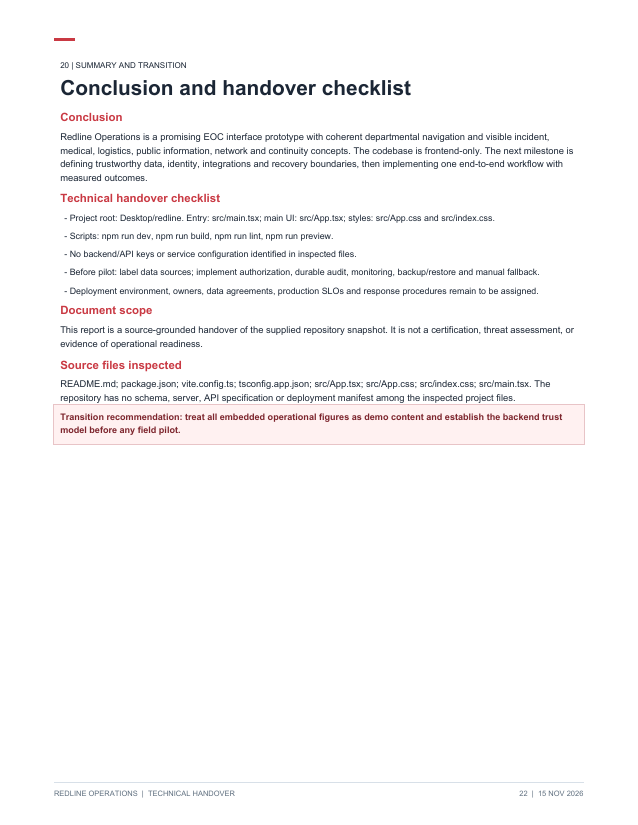 20 | SUMMARY AND TRANSITION
Conclusion and handover checklist
Conclusion
Redline Operations is a promising EOC interface prototype with coherent departmental navigation and visible incident,
medical, logistics, public information, network and continuity concepts. The codebase is frontend-only. The next milestone is
defining trustworthy data, identity, integrations and recovery boundaries, then implementing one end-to-end workflow with
measured outcomes.
Technical handover checklist
- Project root: Desktop/redline. Entry: src/main.tsx; main UI: src/App.tsx; styles: src/App.css and src/index.css.
- Scripts: npm run dev, npm run build, npm run lint, npm run preview.
- No backend/API keys or service configuration identified in inspected files.
- Before pilot: label data sources; implement authorization, durable audit, monitoring, backup/restore and manual fallback.
- Deployment environment, owners, data agreements, production SLOs and response procedures remain to be assigned.
Document scope
This report is a source-grounded handover of the supplied repository snapshot. It is not a certification, threat assessment, or
evidence of operational readiness.
Source files inspected
README.md; package.json; vite.config.ts; tsconfig.app.json; src/App.tsx; src/App.css; src/index.css; src/main.tsx. The
repository has no schema, server, API specification or deployment manifest among the inspected project files.
Transition recommendation: treat all embedded operational figures as demo content and establish the backend trust
model before any field pilot.
REDLINE OPERATIONS | TECHNICAL HANDOVER
22 | 15 NOV 2026